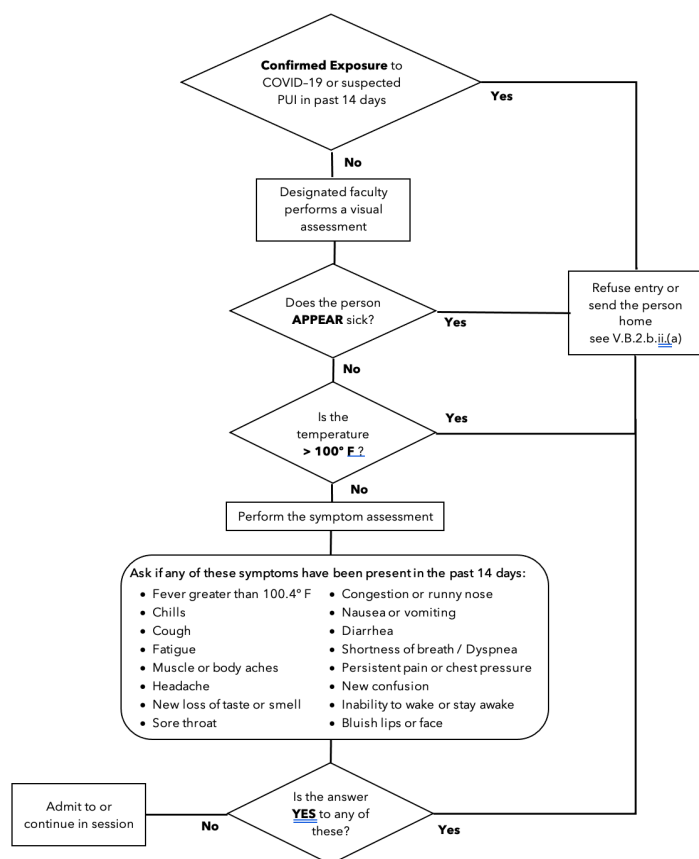 Confirmed Exposure to
COVID-19 or suspected
PUI in past 14 days
Yes
No
Designated faculty
performs a visual
assessment
Does the person
APPEAR sick?
Yes
Refuse entry or
send the person
home
see V.B.2.b.ii.(a)
No
Is the
temperature
> 100° F ?
Yes
No
Perform the symptom assessment
Ask if any of these symptoms have been present in the past 14 days:
• Fever greater than 100.4° F
• Chills
• Cough
• Fatigue
• Muscle or body aches
• Headache
• New loss of taste or smell
• Sore throat
• Congestion or runny nose
• Nausea or vomiting
• Diarrhea
• Shortness of breath / Dyspnea
• Persistent pain or chest pressure
• New confusion
• Inability to wake or stay awake
• Bluish lips or face
Is the answer
YES to any of
these?
No
Yes
Admit to or
continue in session